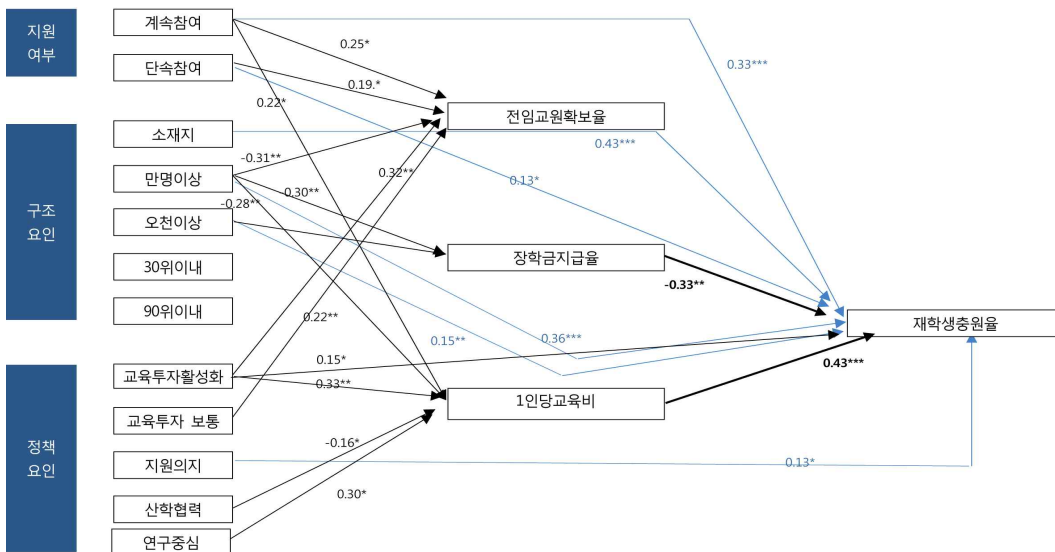 지원
여부
계속참여
단속참여
0.25*
0.19.*
0.22*
0.33***
구조
요인
소재지
만명이상
오천이상
30위이내
90위이내
-0.31**
0.30**
-0.28**
0.32**
0.43***
0.13*
전임교원확보율
장학금지급율
-0.33**
재학생충원율
0.22**
0.15**
0.36***
0.43***
정책
요인
교육투자활성화
교육투자 보통
지원의지
산학협력
연구중심
0.15*
0.33**
1인당교육비
-0.16*
0.30*
0.13*